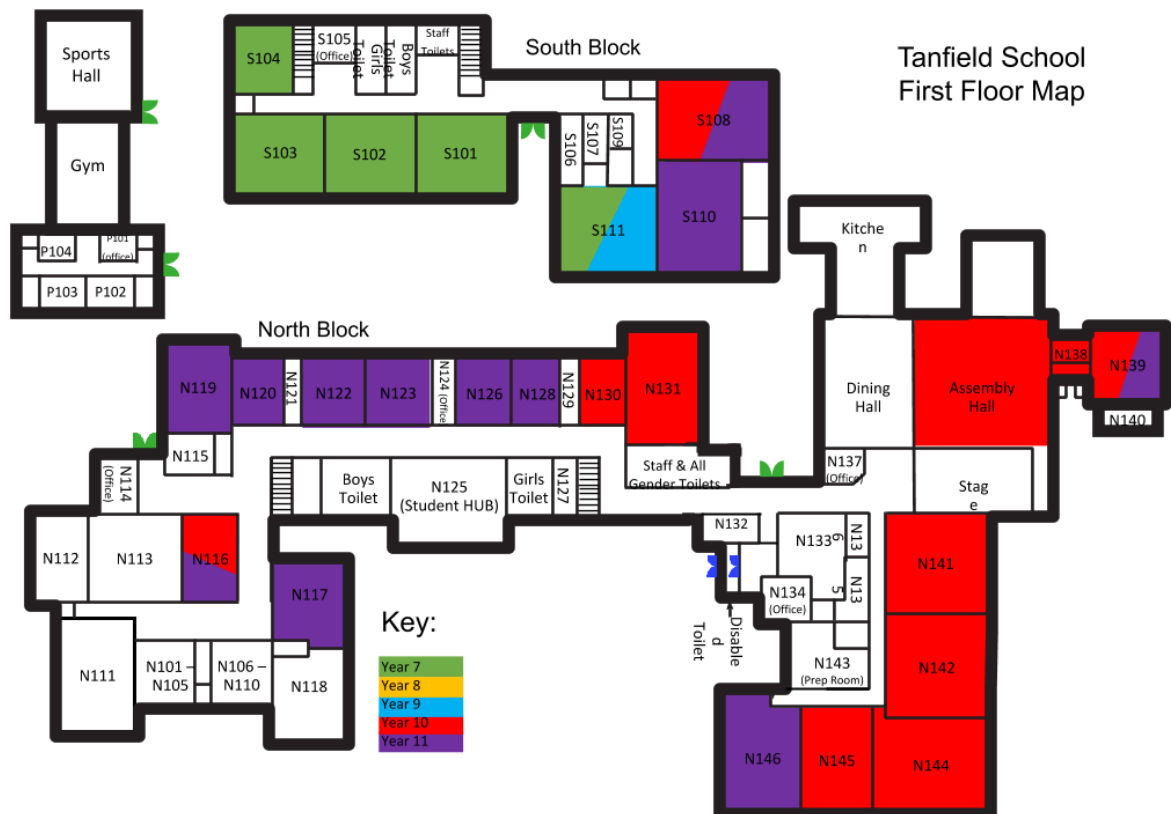 Tanfield School
First Floor Map
South Block
Sports
Hall
Gym
P104
P101
(office)
P103
P102
S104
S105
(Office)
Girls
Toilet
Boys
Toilet
Staff
Toilets
S103
S102
S101
S106
S107
S109
S108
S111
S110
Kitche
n
North Block
N119
N120
N121
N122
N123
N124 (Office
N126
N128
N129
N130
N131
Dining
Hall
Assembly
Hall
N138
N139
N140
N115
N114
(Office)
Boys
Toilet
N125
(Student HUB)
Girls
Toilet
N127
Staff & All
Gender Toilets
N137
(Office)
Stag
e
N112
N113
N116
N117
N132
N133
N13
6
N13
5
N134
(Office)
Disable
d
Toilet
N141
N142
N143
(Prep Room)
N111
N101 –
N105
N106 –
N110
N118
Key:
Year 7
Year 8
Year 9
Year 10
Year 11
N146
N145
N144